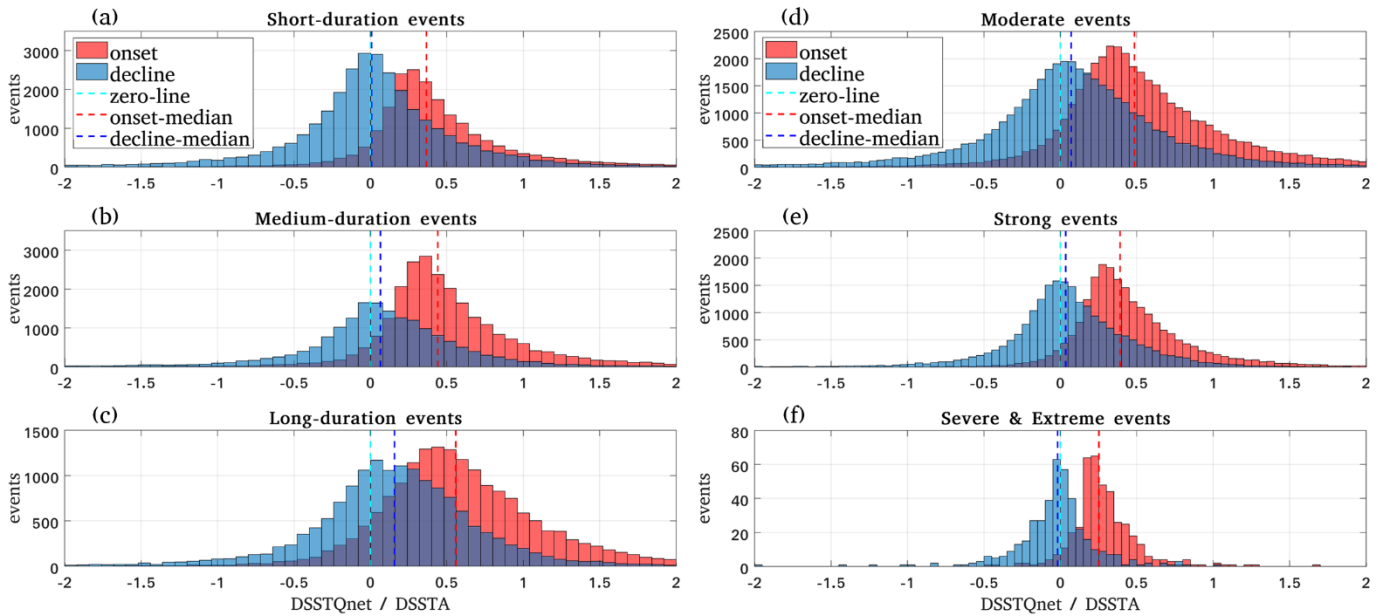 (a) Short-duration events
3000
2000
1000
0
events
onset
decline
zero-line
onset-median
decline-median
-2 -1.5 -1 -0.5 0 0.5 1 1.5 2
(b) Medium-duration events
3000
2000
1000
0
events
-2 -1.5 -1 -0.5 0 0.5 1 1.5 2
(c) Long-duration events
1500
1000
500
0
events
-2 -1.5 -1 -0.5 0 0.5 1 1.5 2
DSSTQnet / DSSTA
(d) Moderate events
2500
2000
1500
1000
500
0
events
onset
decline
zero-line
onset-median
decline-median
-2 -1.5 -1 -0.5 0 0.5 1 1.5 2
(e) Strong events
2500
2000
1500
1000
500
0
events
-2 -1.5 -1 -0.5 0 0.5 1 1.5 2
(f) Severe & Extreme events
80
60
40
20
0
events
-2 -1.5 -1 -0.5 0 0.5 1 1.5 2
DSSTQnet / DSSTA